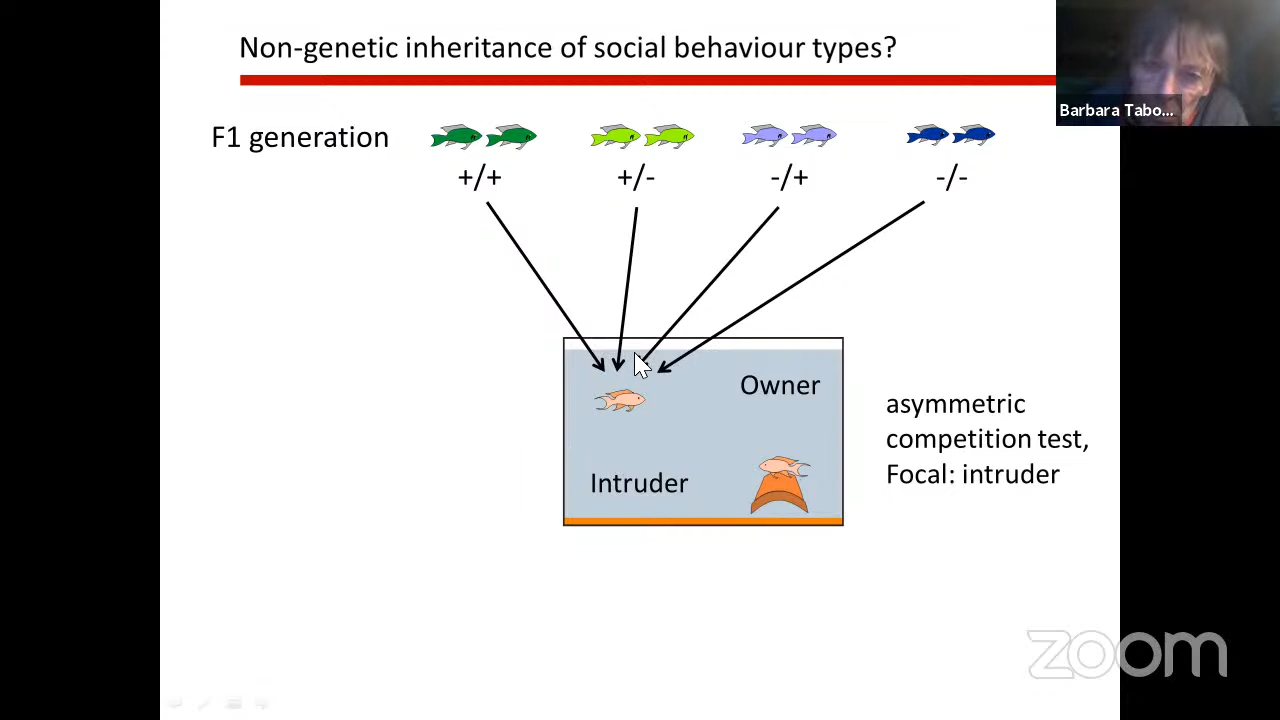 Non-genetic inheritance of social behaviour types?
Barbara Tabo...
F1 generation
+/+
+/-
-/+
-/-
Owner
Intruder
asymmetric
competition test,
Focal: intruder
zoom